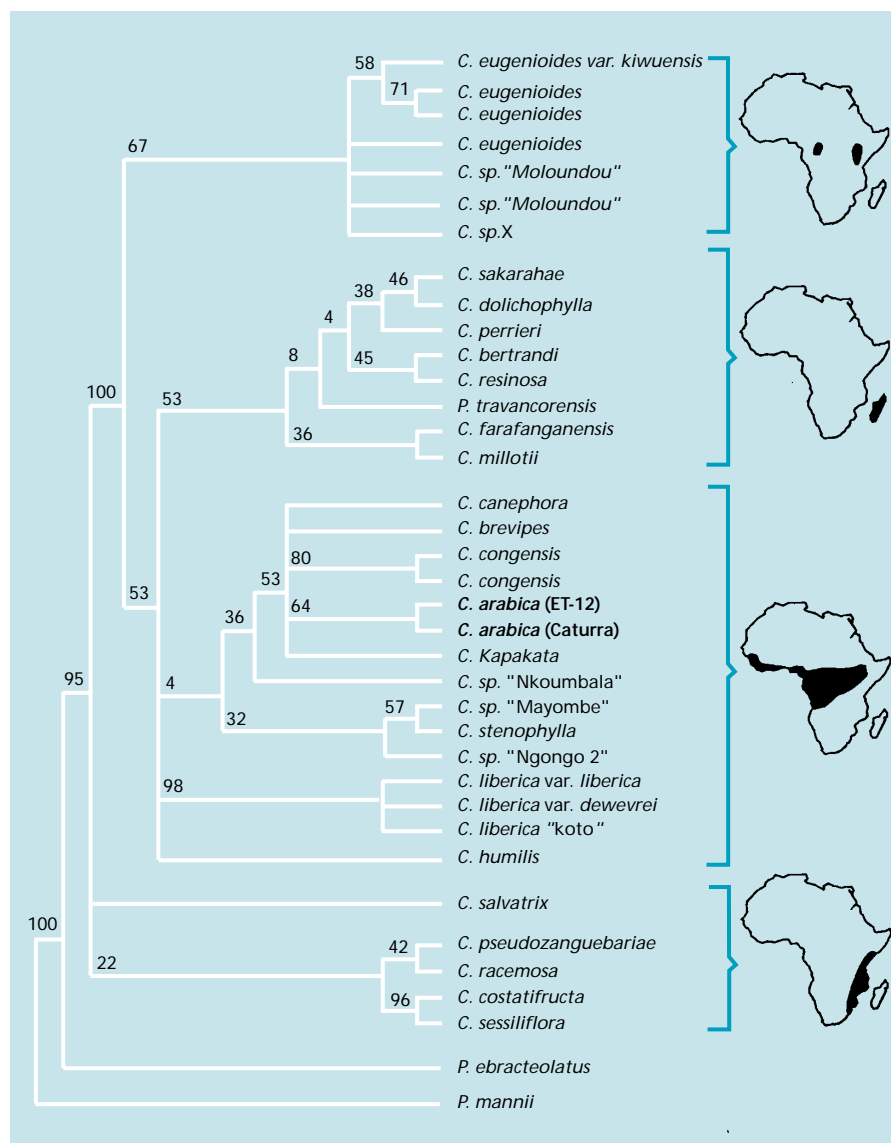 58
C. eugenioides var. kiwuensis
71
C. eugenioides
C. eugenioides
67
C. eugenioides
C. sp."Moloundou"
C. sp."Moloundou"
C. sp.X
46
C. sakarahae
38
C. dolichophylla
4
C. perrieri
8
45
C. bertrandi
C. resinosa
100
53
P. travancorensis
36
C. farafanganensis
C. millotii
C. canephora
C. brevipes
80
C. congensis
53
C. congensis
53
64
C. arabica (ET-12)
36
C. arabica (Caturra)
C. Kapakata
95
4
C. sp. "Nkoumbala"
32
57
C. sp. "Mayombe"
C. stenophylla
C. sp. "Ngongo 2"
98
C. liberica var. liberica
C. liberica var. dewevrei
C. liberica "koto"
C. humilis
C. salvatrix
100
22
42
C. pseudozanguebariae
C. racemosa
96
C. costatifructa
C. sessiliflora
P. ebracteolatus
P. mannii